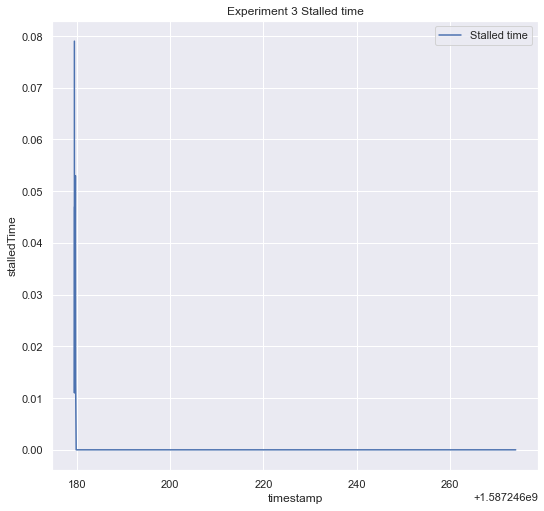 Experiment 3 Stalled time
Stalled time
0.08
0.07
0.06
0.05
0.04
0.03
0.02
0.01
0.00
stalledTime
180 200 220 240 260
timestamp
+1.587246e9